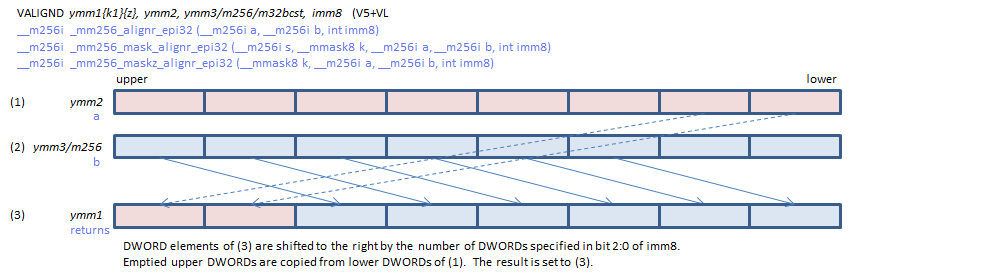 VALIGND ymm1{k1}{z}, ymm2, ymm3/m256/m32bcst, imm8 (V5+VL
__m256i _mm256_alignr_epi32 (__m256i a, __m256i b, int imm8)
__m256i _mm256_mask_alignr_epi32 (__m256i s, __mmask8 k, __m256i a, __m256i b, int imm8)
__m256i _mm256_maskz_alignr_epi32 (__mmask8 k, __m256i a, __m256i b, int imm8)
upper lower
(1) ymm2
a
(2) ymm3/m256
b
(3) ymm1
returns
DWORD elements of (3) are shifted to the right by the number of DWORDs specified in bit 2:0 of imm8.
Emptied upper DWORDs are copied from lower DWORDs of (1). The result is set to (3).